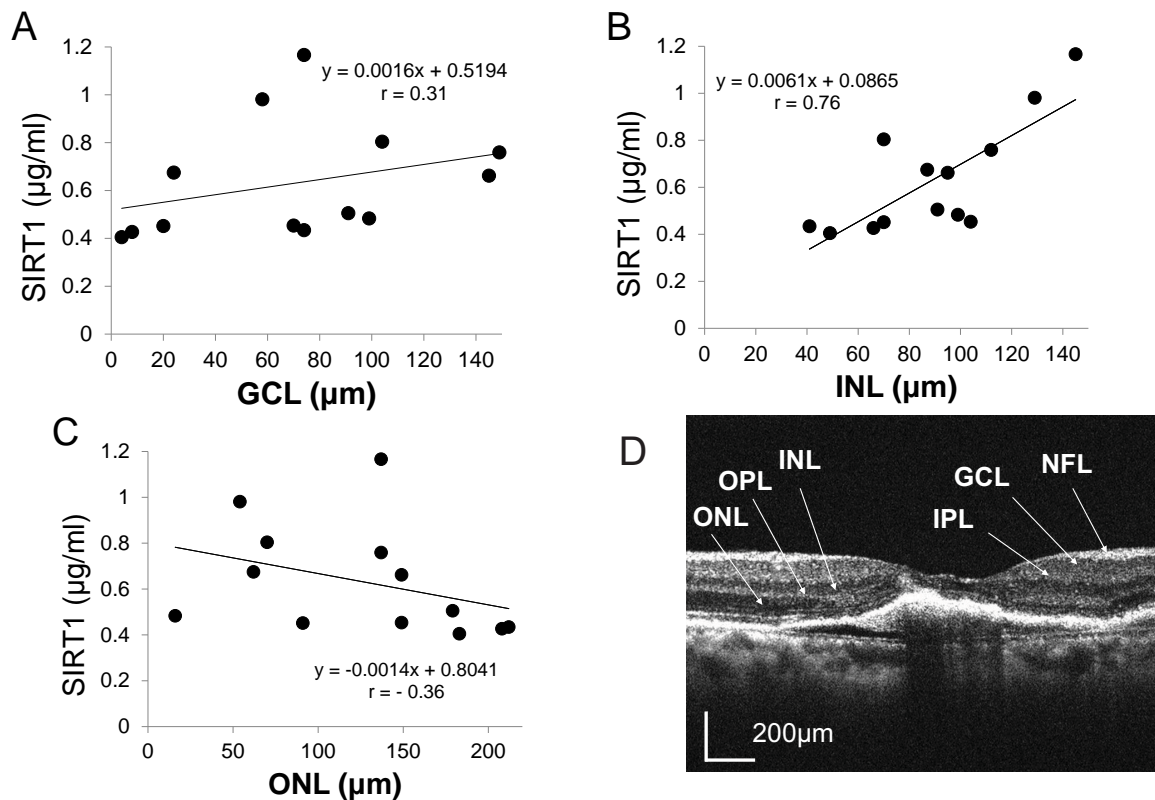 A
SIRT1 (µg/ml)
1.2
1
0.8
0.6
0.4
0.2
0
y = 0.0016x + 0.5194
r = 0.31
0 20 40 60 80 100 120 140
GCL (µm)
B
SIRT1 (µg/ml)
1.2
1
0.8
0.6
0.4
0.2
0
y = 0.0061x + 0.0865
r = 0.76
0 20 40 60 80 100 120 140
INL (µm)
C
SIRT1 (µg/ml)
1.2
1
0.8
0.6
0.4
0.2
0
y = -0.0014x + 0.8041
r = - 0.36
0 50 100 150 200
ONL (µm)
D
INL
OPL
ONL
GCL
NFL
IPL
200µm